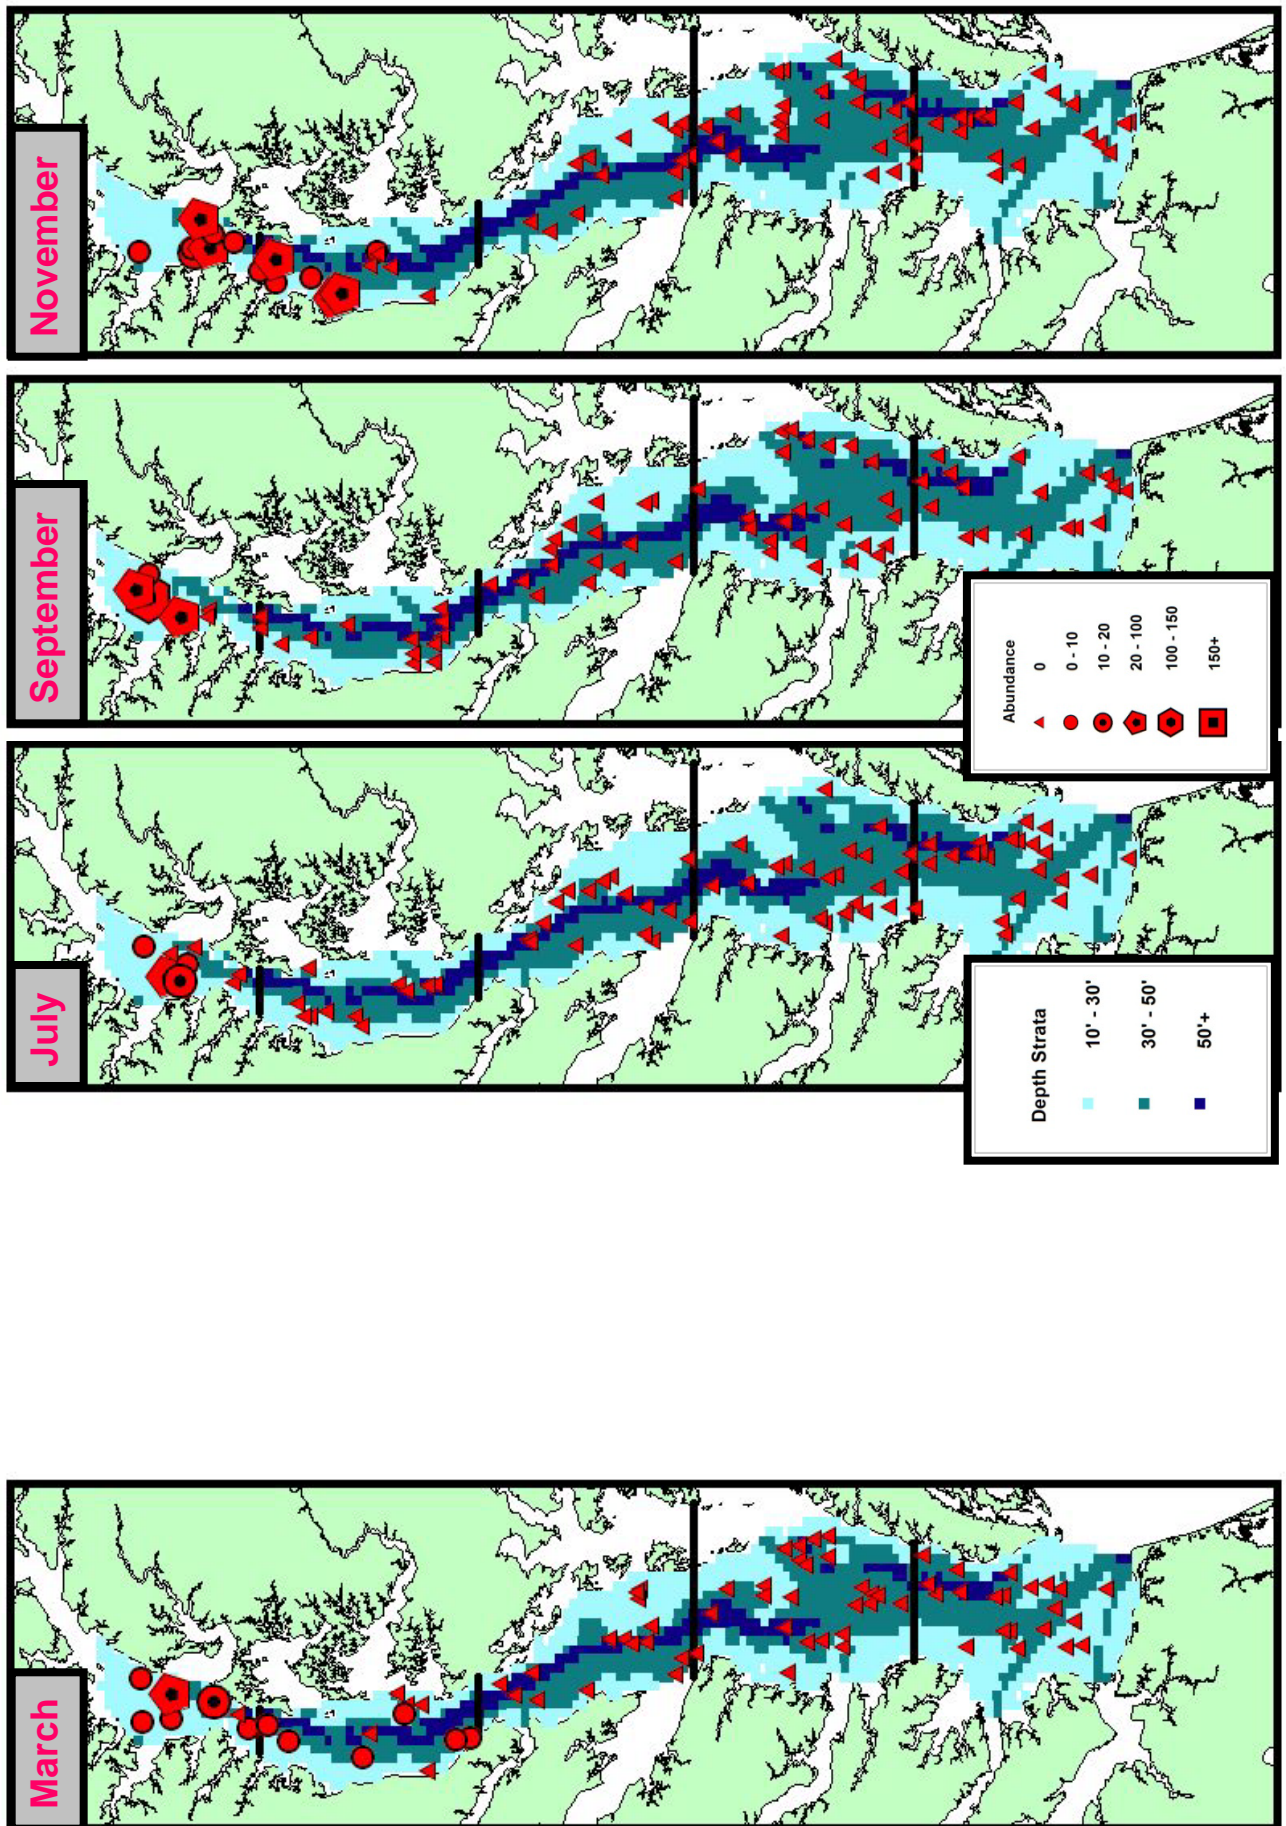 March
July
September
November
Depth Strata
10' - 30'
30' - 50'
50'+
Abundance
0
0 - 10
10 - 20
20 - 100
100 - 150
150+